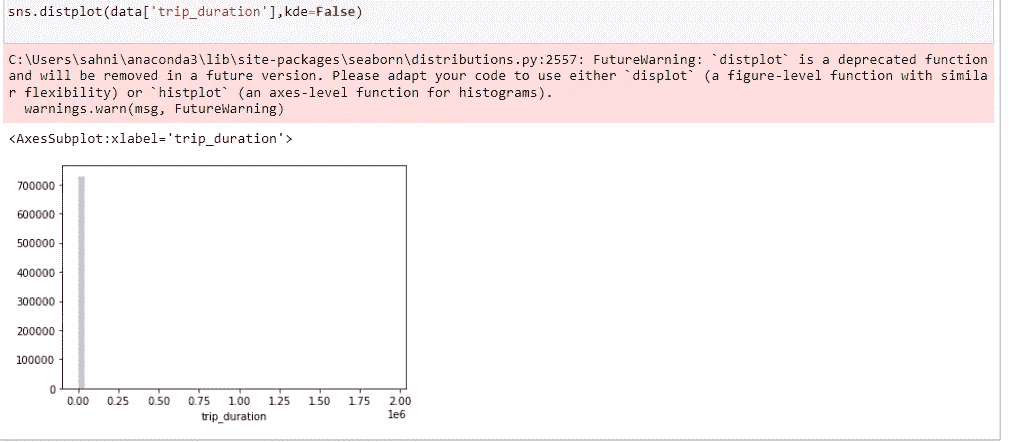 sns.distplot(data['trip_duration'],kde=False)
C:\Users\sahni\anaconda3\lib\site-packages\seaborn\distributions.py:2557: FutureWarning: `distplot` is a deprecated function
and will be removed in a future version. Please adapt your code to use either `displot` (a figure-level function with simila
r flexibility) or `histplot` (an axes-level function for histograms).
  warnings.warn(msg, FutureWarning)
<AxesSubplot:xlabel='trip_duration'>
700000
600000
500000
400000
300000
200000
100000
0
0.00 0.25 0.50 0.75 1.00 1.25 1.50 1.75 2.00
trip_duration 1e6